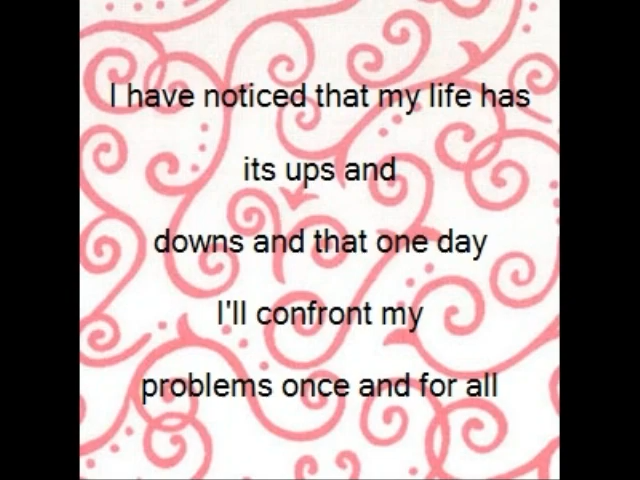 I have noticed that my life has
its ups and
downs and that one day
I'll confront my
problems once and for all